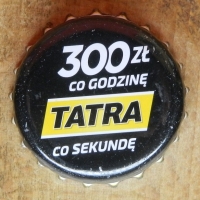 300 ZŁ
CO GODZINĘ
TATRA
CO SEKUNDĘ